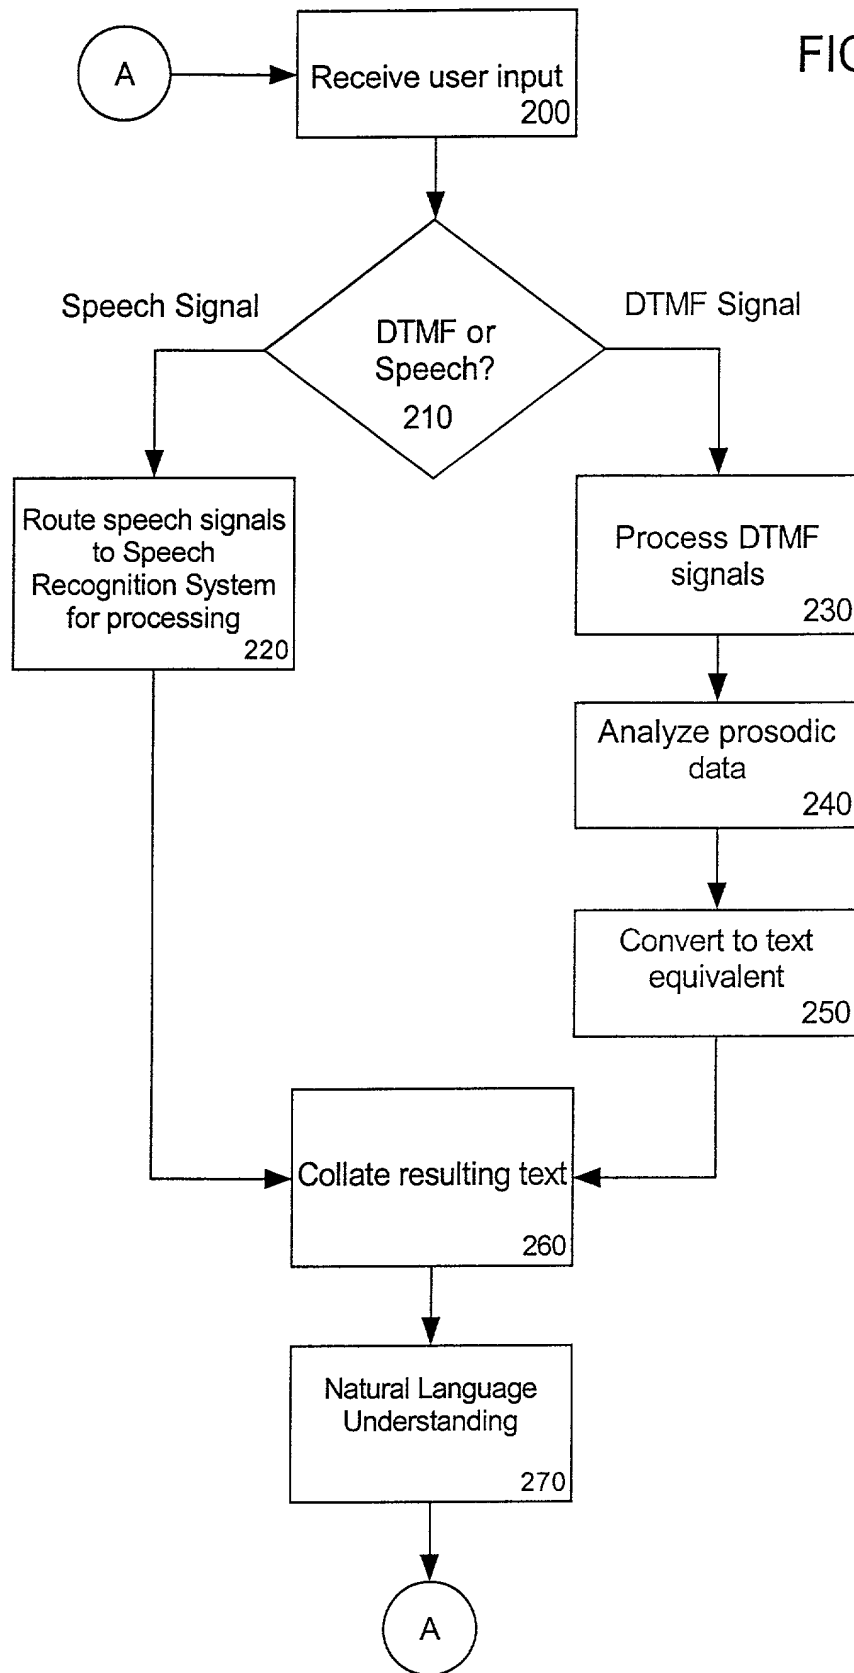 A
Receive user input
200
FIG
Speech Signal
DTMF Signal
DTMF or
Speech?
210
Route speech signals
to Speech
Recognition System
for processing
220
Process DTMF
signals
230
Analyze prosodic
data
240
Convert to text
equivalent
250
Collate resulting text
260
Natural Language
Understanding
270
A